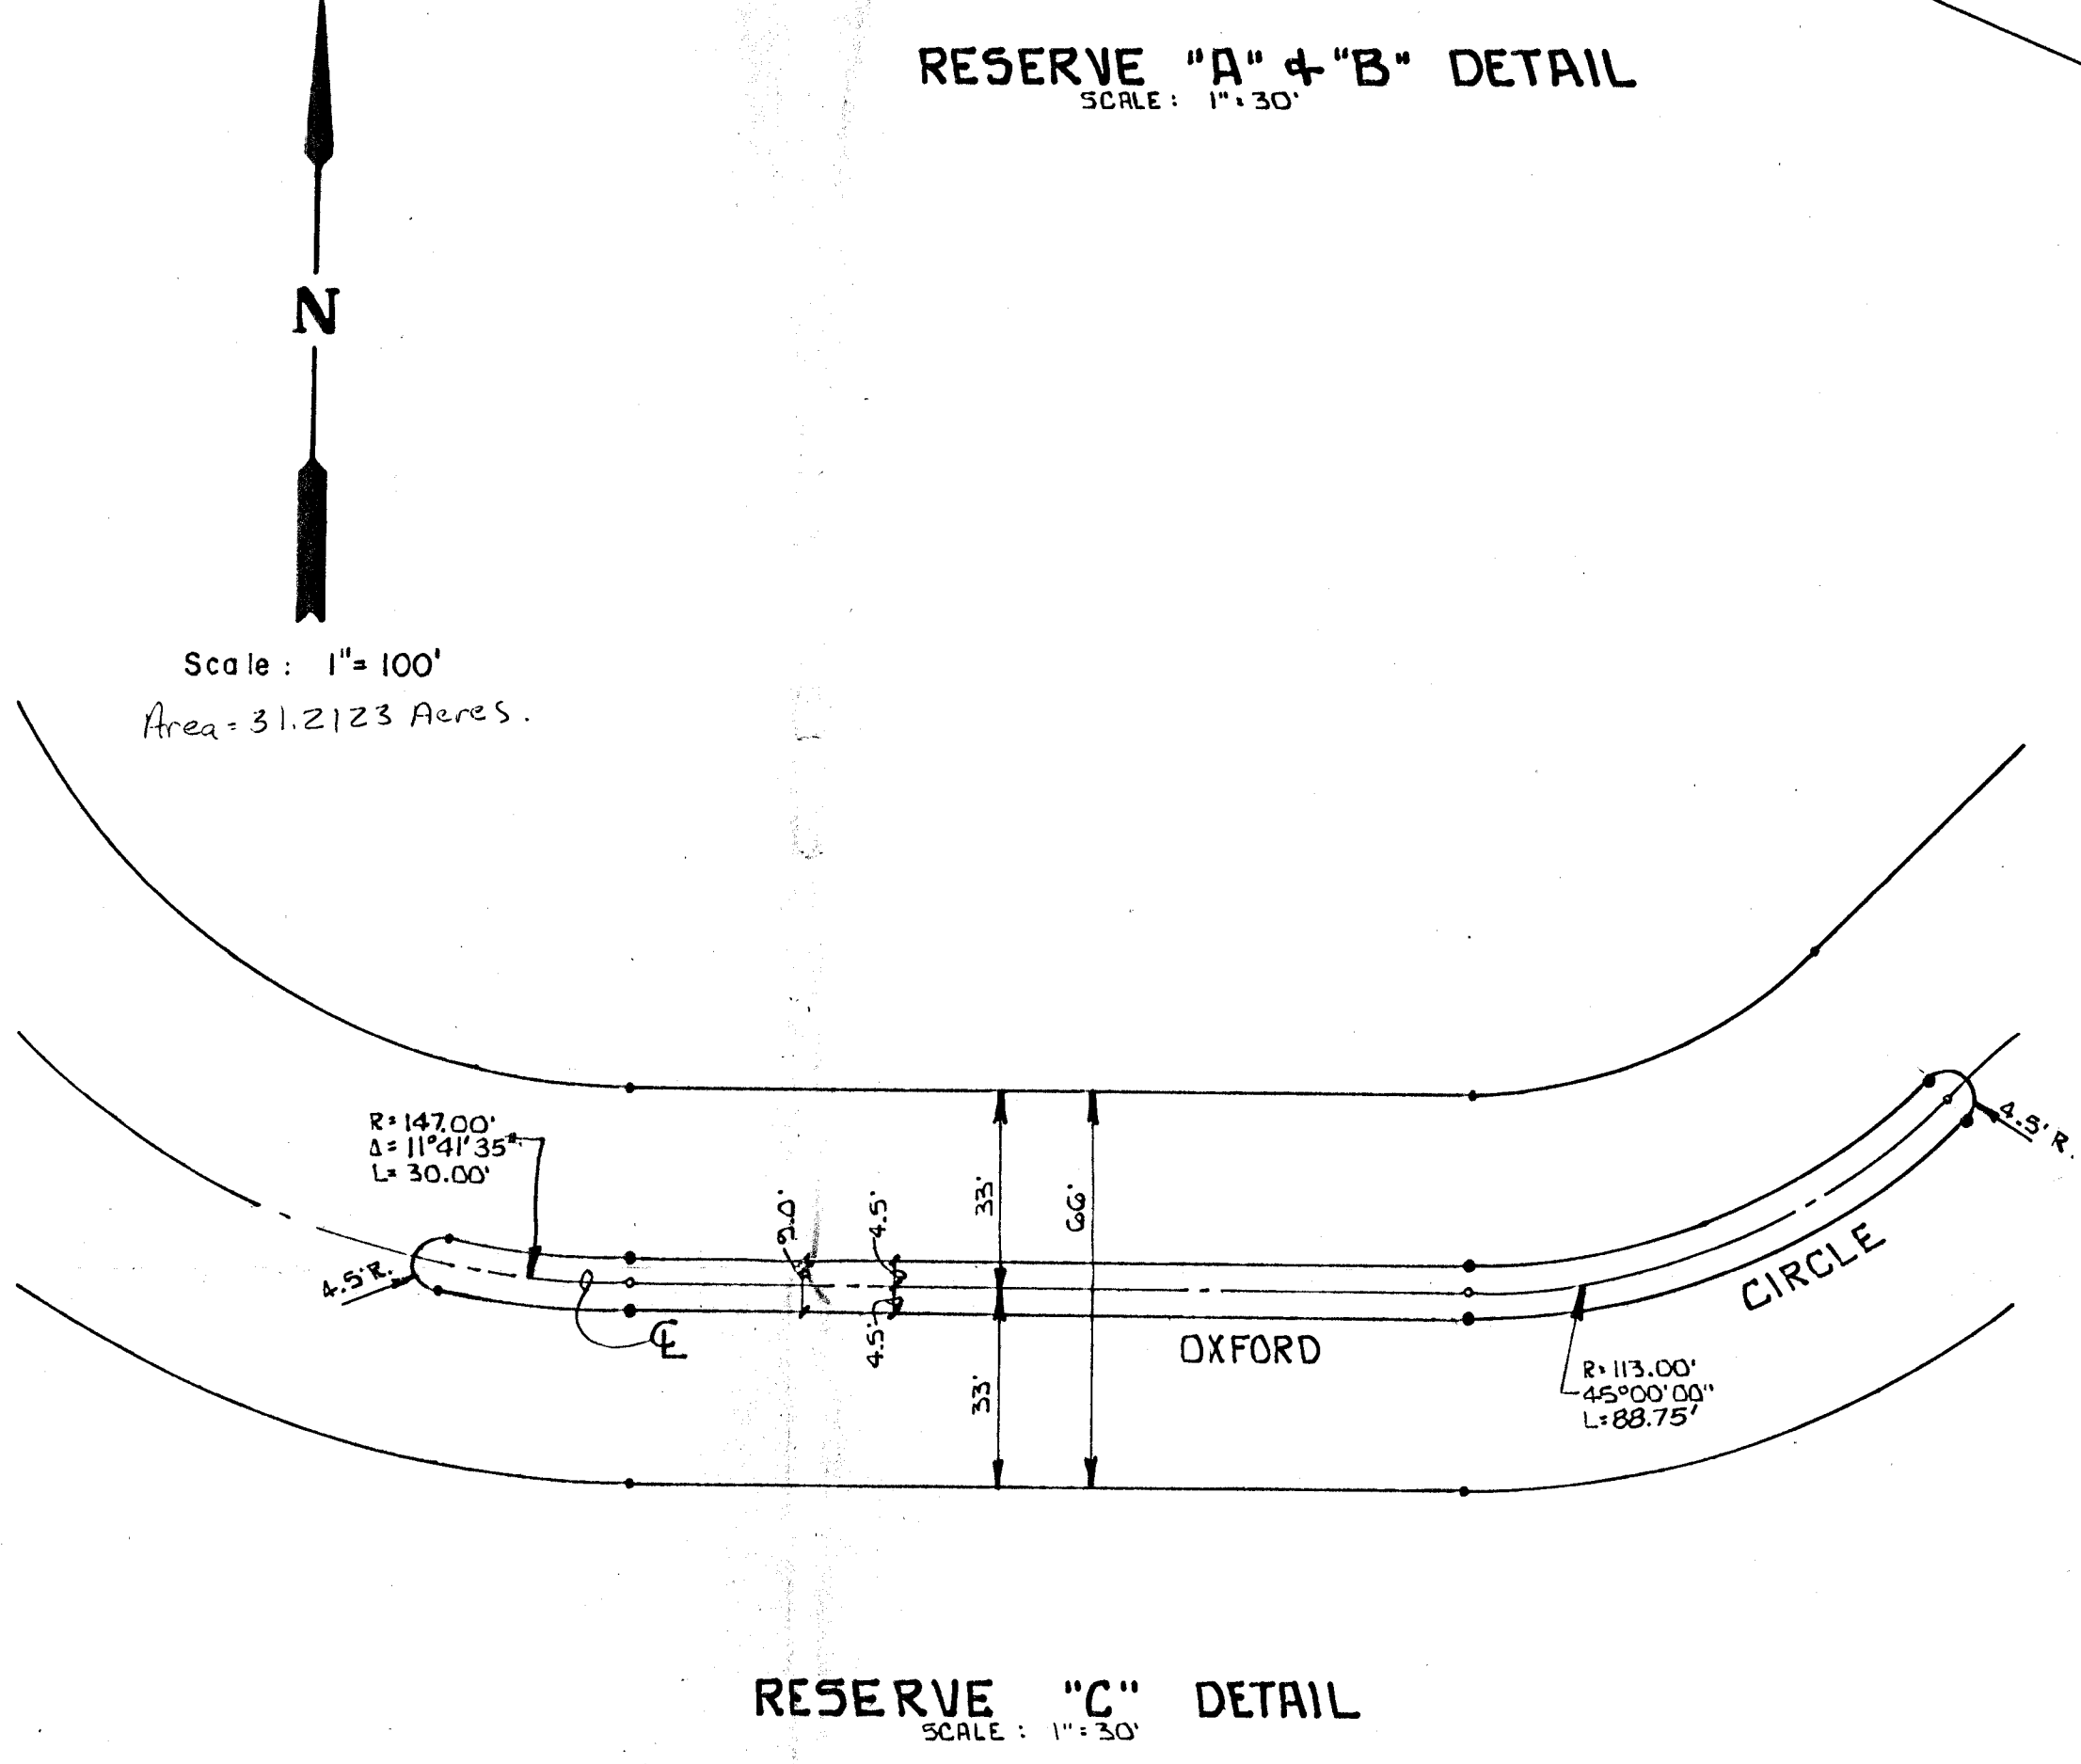 RESERVE "A" & "B" DETAIL
SCALE: 1"=30'
N
Scale: 1"=100'
Area=31.2123 Acres.
R=147.00'
Δ=11°41'35"
L=30.00'
4.5'R.
9.0'
4.5'
4.5'
33'
33'
66'
℄
OXFORD
CIRCLE
4.5'R.
R=113.00'
45°00'00"
L=88.75'
RESERVE "C" DETAIL
SCALE: 1"=30'